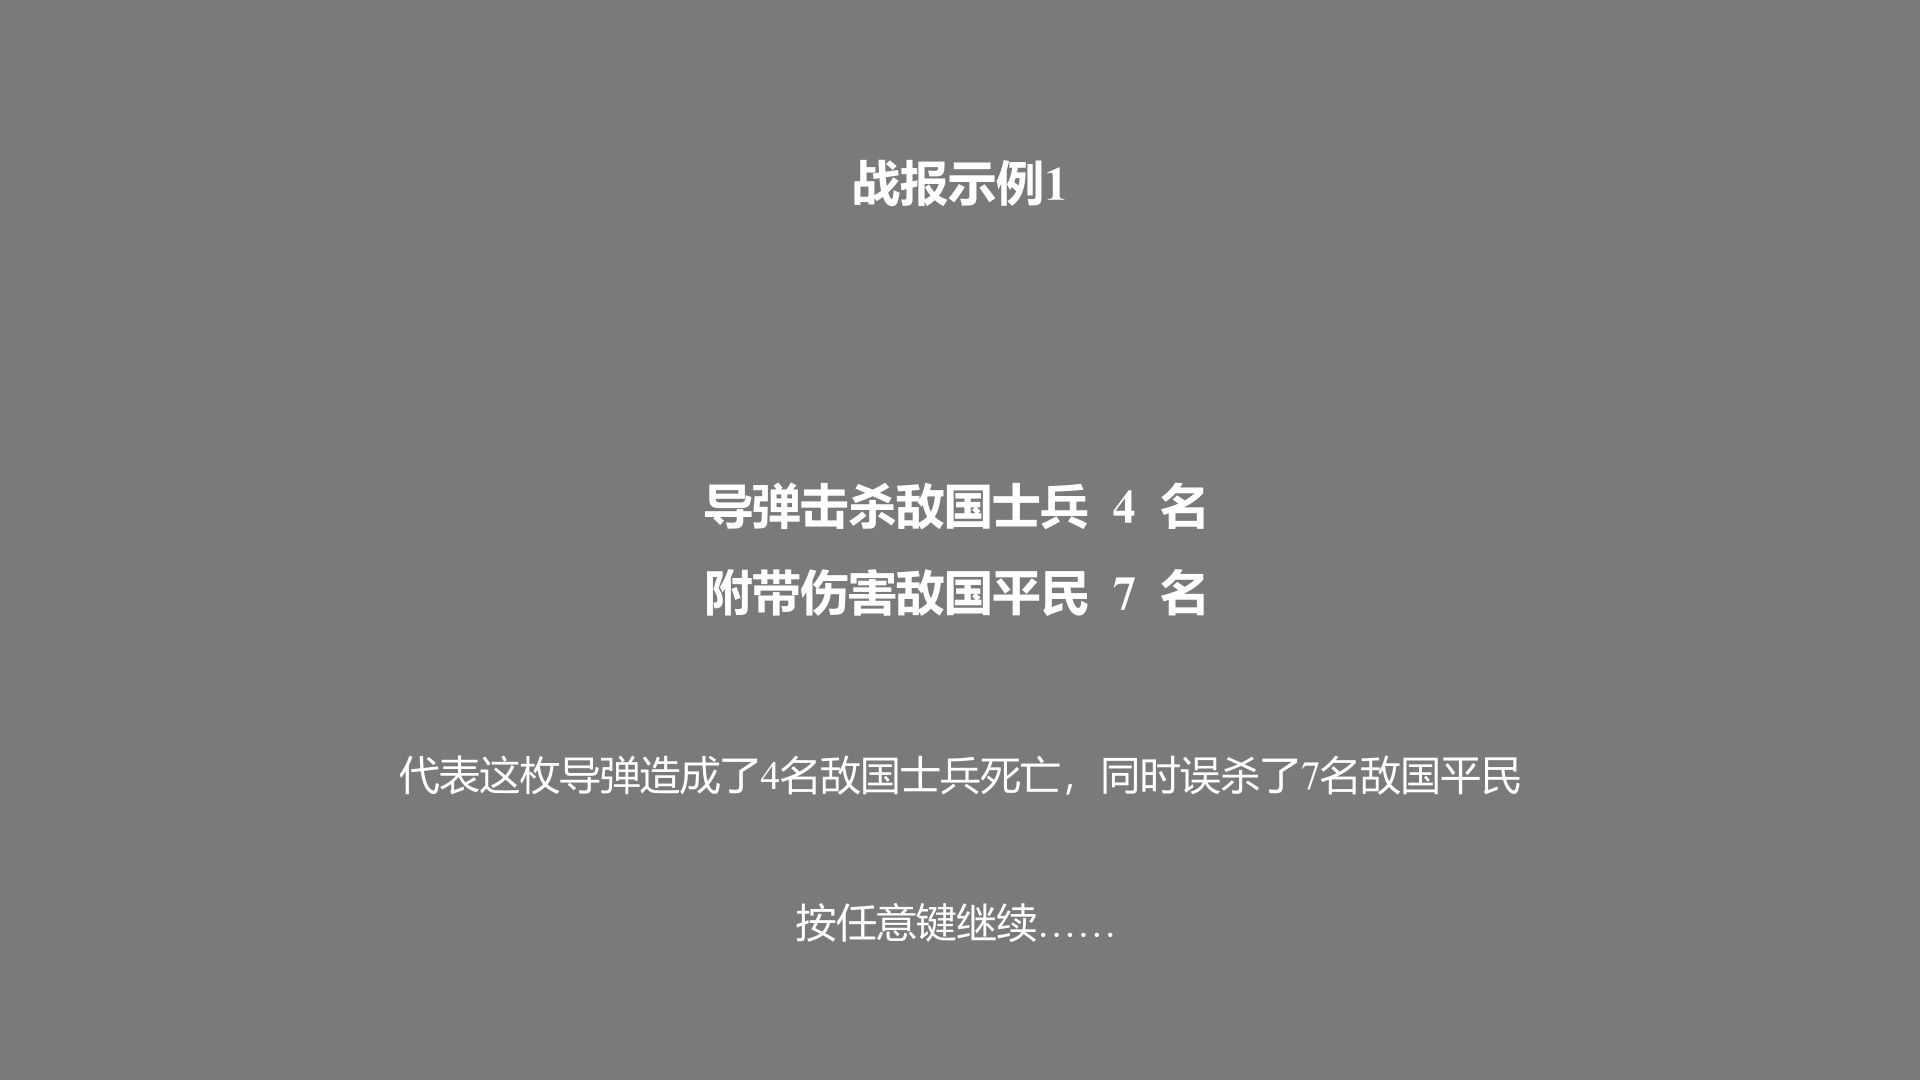 战报示例1
导弹击杀敌国士兵 4 名
附带伤害敌国平民 7 名
代表这枚导弹造成了4名敌国士兵死亡，同时误杀了7名敌国平民
按任意键继续……